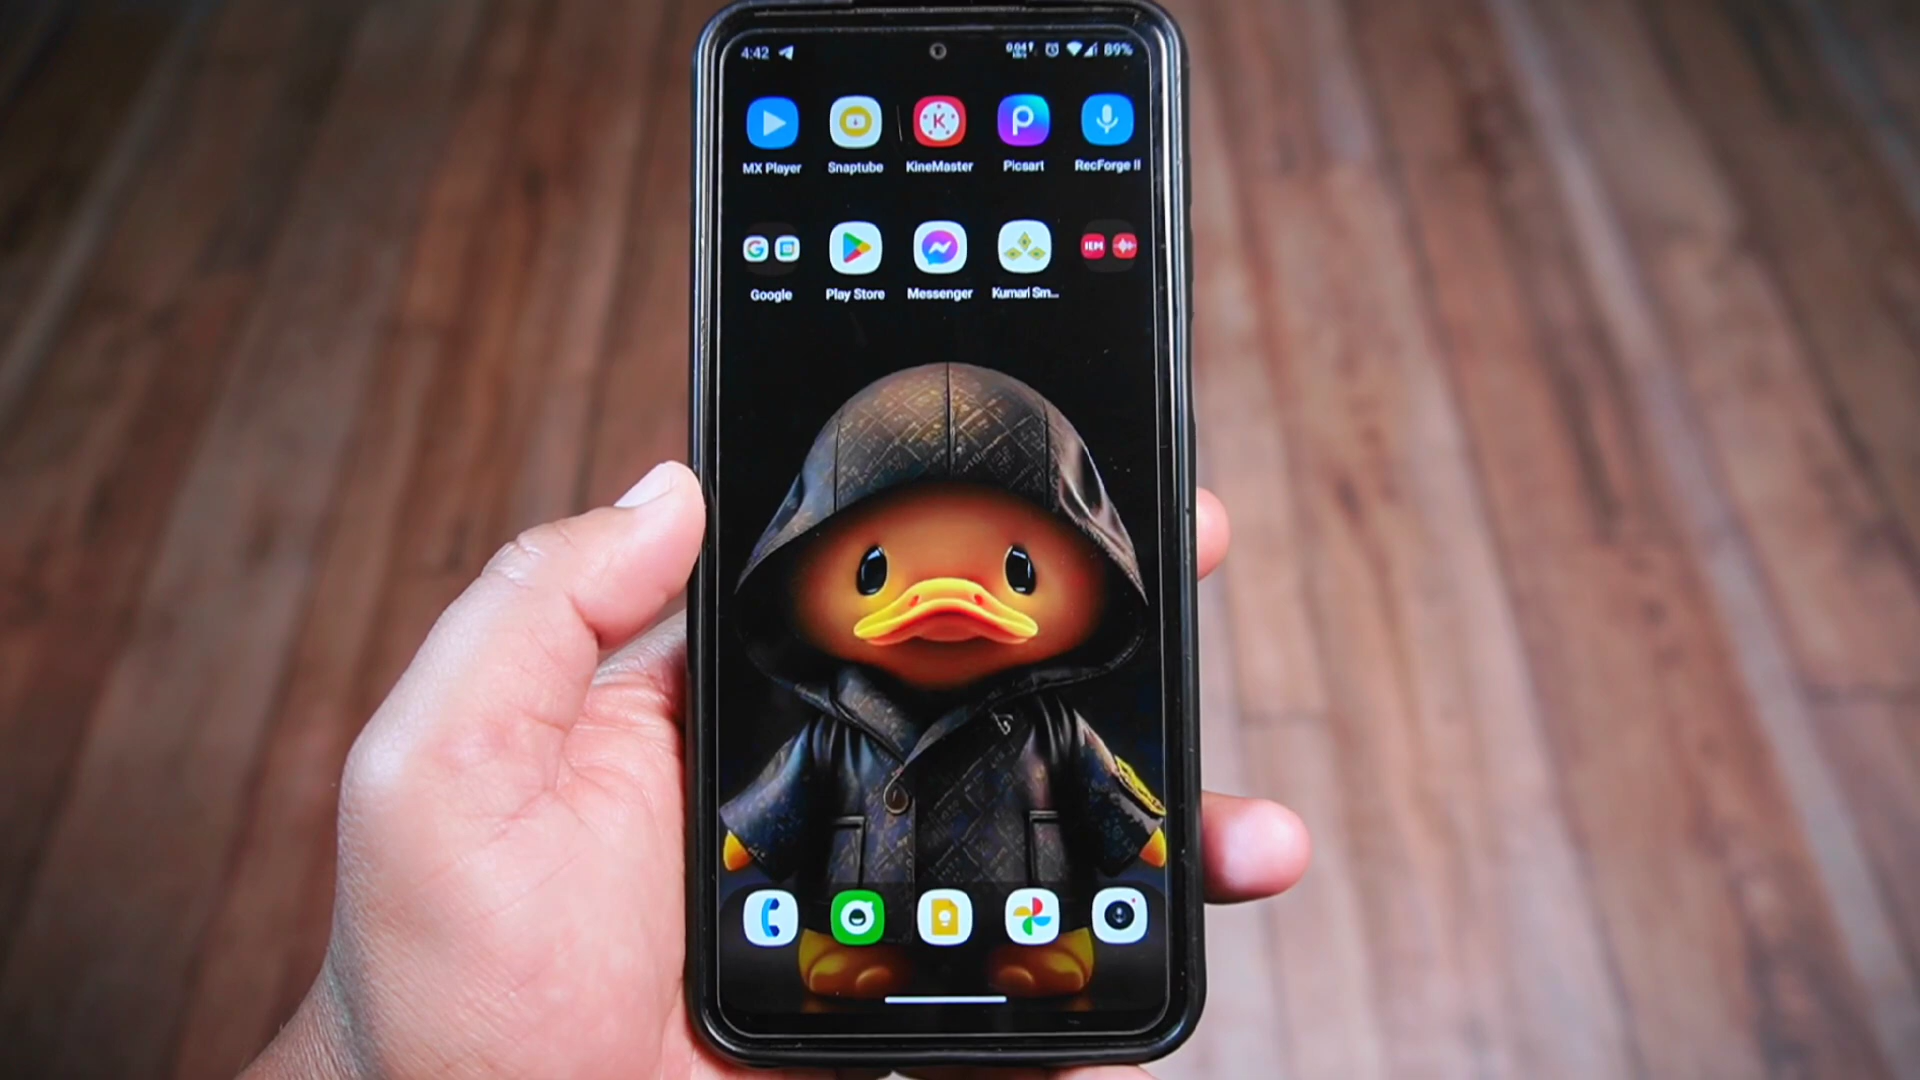 4:42 89%
MX Player Snaptube KineMaster Picsart RecForge II
Google Play Store Messenger Kumari Sm...